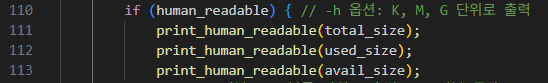 110 if (human_readable) { // -h 옵션: K, M, G 단위로 출력
111 print_human_readable(total_size);
112 print_human_readable(used_size);
113 print_human_readable(avail_size);